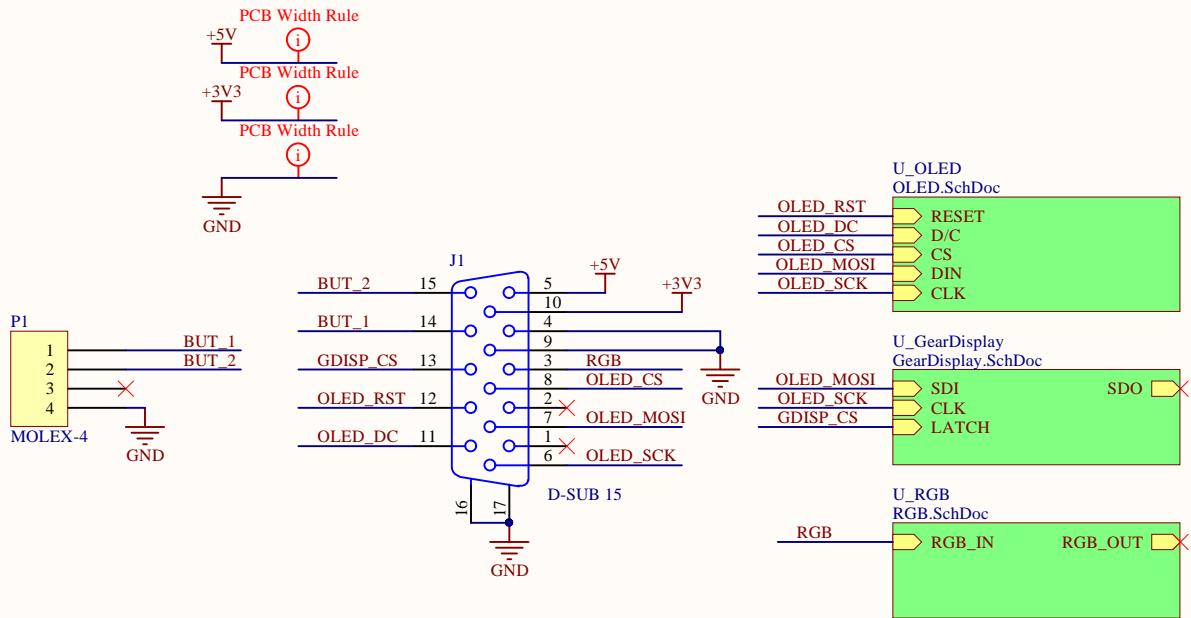 PCB Width Rule
+5V
i
PCB Width Rule
+3V3
i
PCB Width Rule
i
GND
P1
1
BUT_1
2
BUT_2
3
4
MOLEX-4
GND
J1
BUT_2 15
BUT_1 14
GDISP_CS 13
OLED_RST 12
OLED_DC 11
5 +5V
10 +3V3
4
9
GND
3 RGB
8 OLED_CS
2
7 OLED_MOSI
1
6 OLED_SCK
16 17
D-SUB 15
GND
U_OLED
OLED.SchDoc
OLED_RST RESET
OLED_DC D/C
OLED_CS CS
OLED_MOSI DIN
OLED_SCK CLK
U_GearDisplay
GearDisplay.SchDoc
OLED_MOSI SDI SDO
OLED_SCK CLK
GDISP_CS LATCH
U_RGB
RGB.SchDoc
RGB RGB_IN RGB_OUT